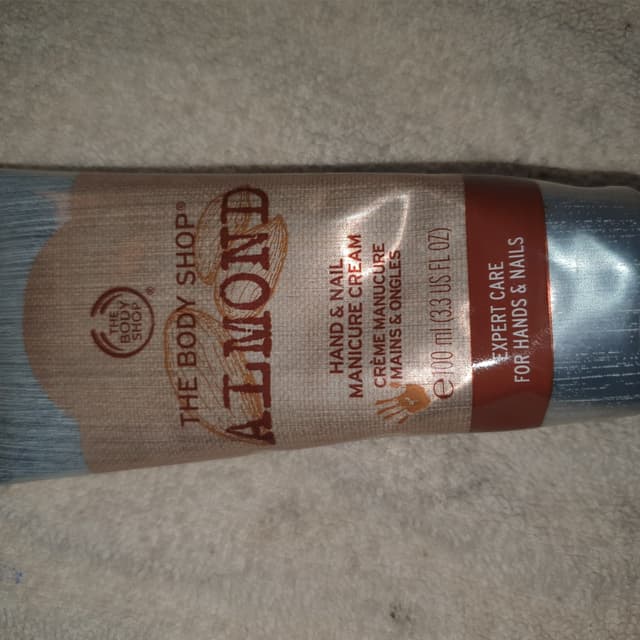 THE
BODY
SHOP®
THE BODY SHOP®
ALMOND
HAND & NAIL
MANICURE CREAM
CRÈME MANUCURE
MAINS & ONGLES
e100 ml (3.3 US FL OZ)
EXPERT CARE
FOR HANDS & NAILS